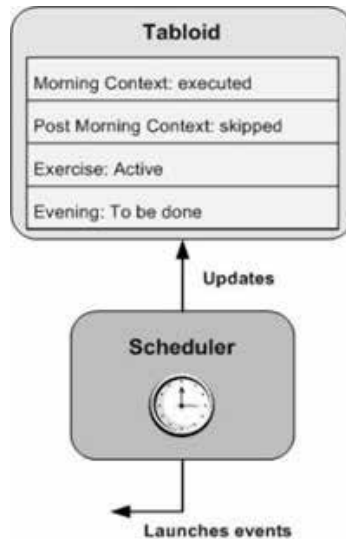 Tabloid
Morning Context: executed
Post Morning Context: skipped
Exercise: Active
Evening: To be done
Updates
Scheduler
Launches events